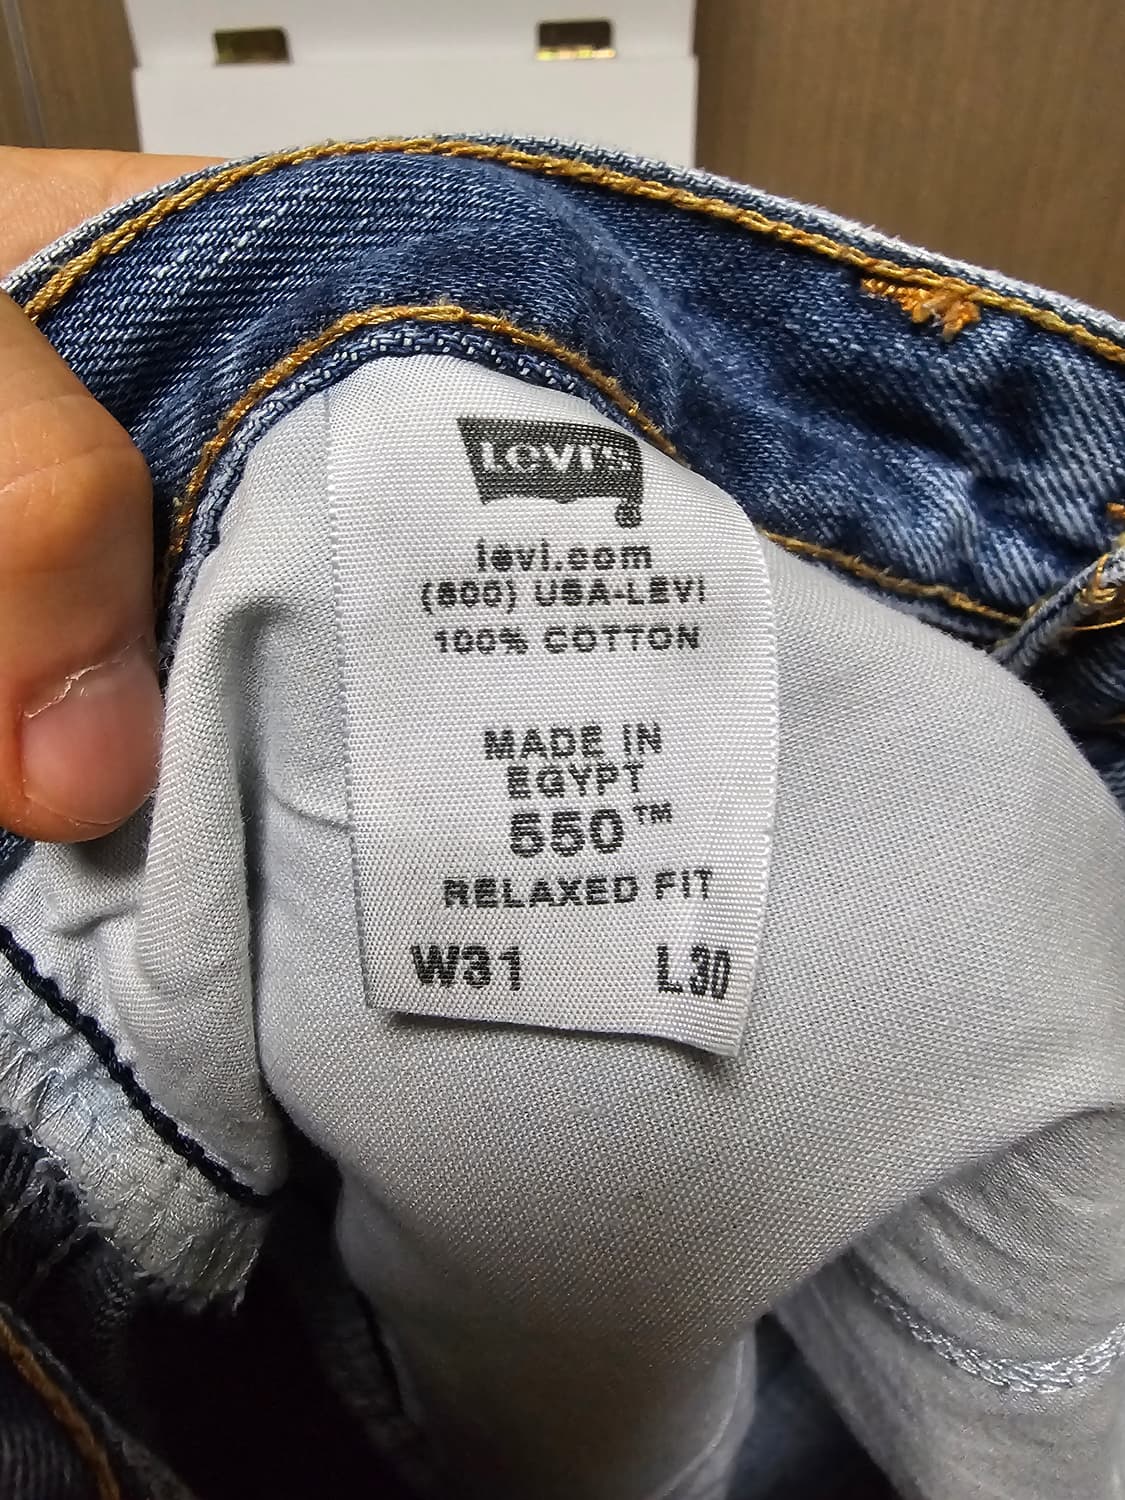 Levi's
®
levi.com
(800) USA-LEVI
100% COTTON
MADE IN
EGYPT
550™
RELAXED FIT
W31 L30